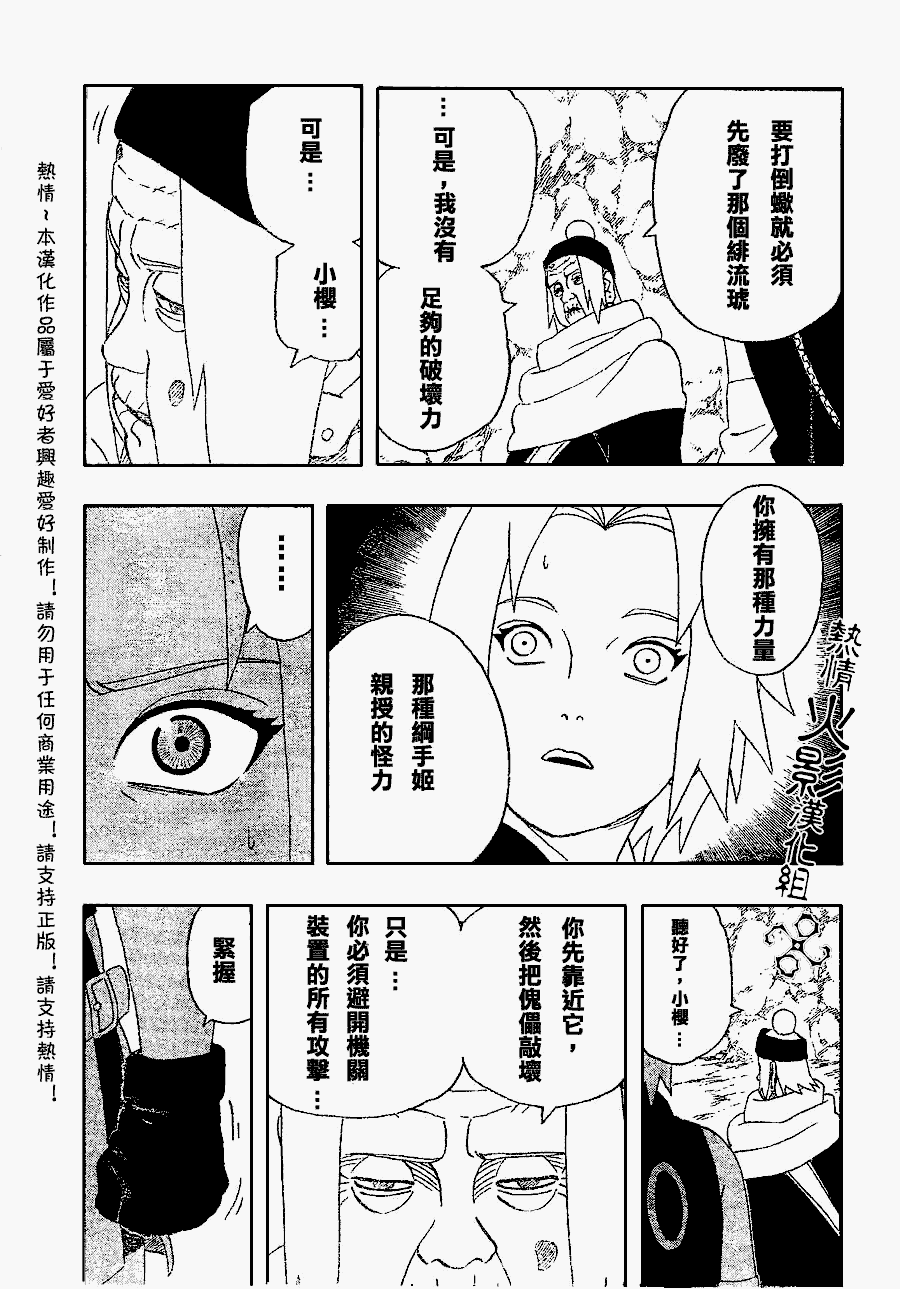 要打倒蠍就必須
先廢了那個緋流琥
…可是，我沒有
足夠的破壞力
可是…
小櫻…
你擁有那種力量
那種綱手姬
親授的怪力
……
聽好了，小櫻…
你先靠近它，
然後把傀儡敲壞
只是…
你必須避開機關
裝置的所有攻擊…
緊握
熱情火影漢化組
熱情～本漢化作品屬于愛好者興趣愛好制作！請勿用于任何商業用途！請支持正版！請支持熱情！